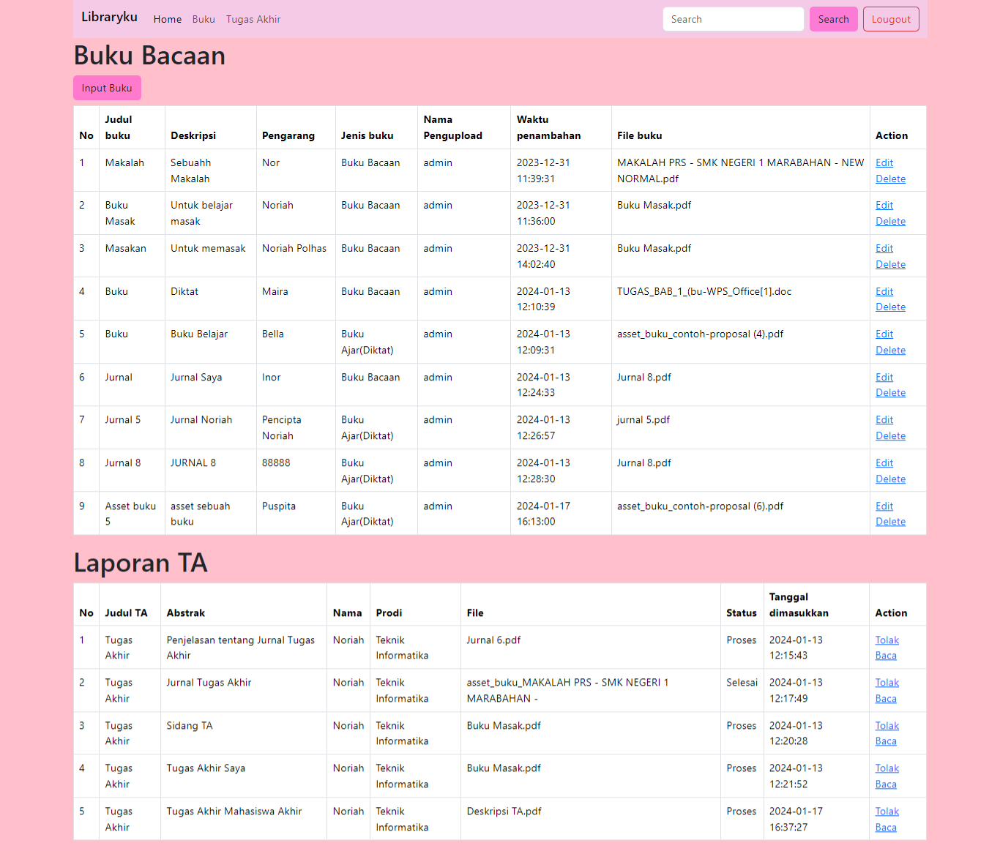 Libraryku Home Buku Tugas Akhir Search Search Lougout
Buku Bacaan
Input Buku
No Judul buku Deskripsi Pengarang Jenis buku Nama Pengupload Waktu penambahan File buku Action
1 Makalah Sebuahh Makalah Nor Buku Bacaan admin 2023-12-31 11:39:31 MAKALAH PRS - SMK NEGERI 1 MARABAHAN - NEW NORMAL.pdf Edit Delete
2 Buku Masak Untuk belajar masak Noriah Buku Bacaan admin 2023-12-31 11:36:00 Buku Masak.pdf Edit Delete
3 Masakan Untuk memasak Noriah Polhas Buku Bacaan admin 2023-12-31 14:02:40 Buku Masak.pdf Edit Delete
4 Buku Diktat Maira Buku Bacaan admin 2024-01-13 12:10:39 TUGAS_BAB_1_(bu-WPS_Office[1].doc Edit Delete
5 Buku Buku Belajar Bella Buku Ajar(Diktat) admin 2024-01-13 12:09:31 asset_buku_contoh-proposal (4).pdf Edit Delete
6 Jurnal Jurnal Saya Inor Buku Bacaan admin 2024-01-13 12:24:33 Jurnal 8.pdf Edit Delete
7 Jurnal 5 Jurnal Noriah Pencipta Noriah Buku Ajar(Diktat) admin 2024-01-13 12:26:57 jurnal 5.pdf Edit Delete
8 Jurnal 8 JURNAL 8 88888 Buku Ajar(Diktat) admin 2024-01-13 12:28:30 Jurnal 8.pdf Edit Delete
9 Asset buku 5 asset sebuah buku Puspita Buku Ajar(Diktat) admin 2024-01-17 16:13:00 asset_buku_contoh-proposal (6).pdf Edit Delete
Laporan TA
No Judul TA Abstrak Nama Prodi File Status Tanggal dimasukkan Action
1 Tugas Akhir Penjelasan tentang Jurnal Tugas Akhir Noriah Teknik Informatika Jurnal 6.pdf Proses 2024-01-13 12:15:43 Tolak Baca
2 Tugas Akhir Jurnal Tugas Akhir Noriah Teknik Informatika asset_buku_MAKALAH PRS - SMK NEGERI 1 MARABAHAN - Selesai 2024-01-13 12:17:49 Tolak Baca
3 Tugas Akhir Sidang TA Noriah Teknik Informatika Buku Masak.pdf Proses 2024-01-13 12:20:28 Tolak Baca
4 Tugas Akhir Tugas Akhir Saya Noriah Teknik Informatika Buku Masak.pdf Proses 2024-01-13 12:21:52 Tolak Baca
5 Tugas Akhir Tugas Akhir Mahasiswa Akhir Noriah Teknik Informatika Deskripsi TA.pdf Proses 2024-01-17 16:37:27 Tolak Baca